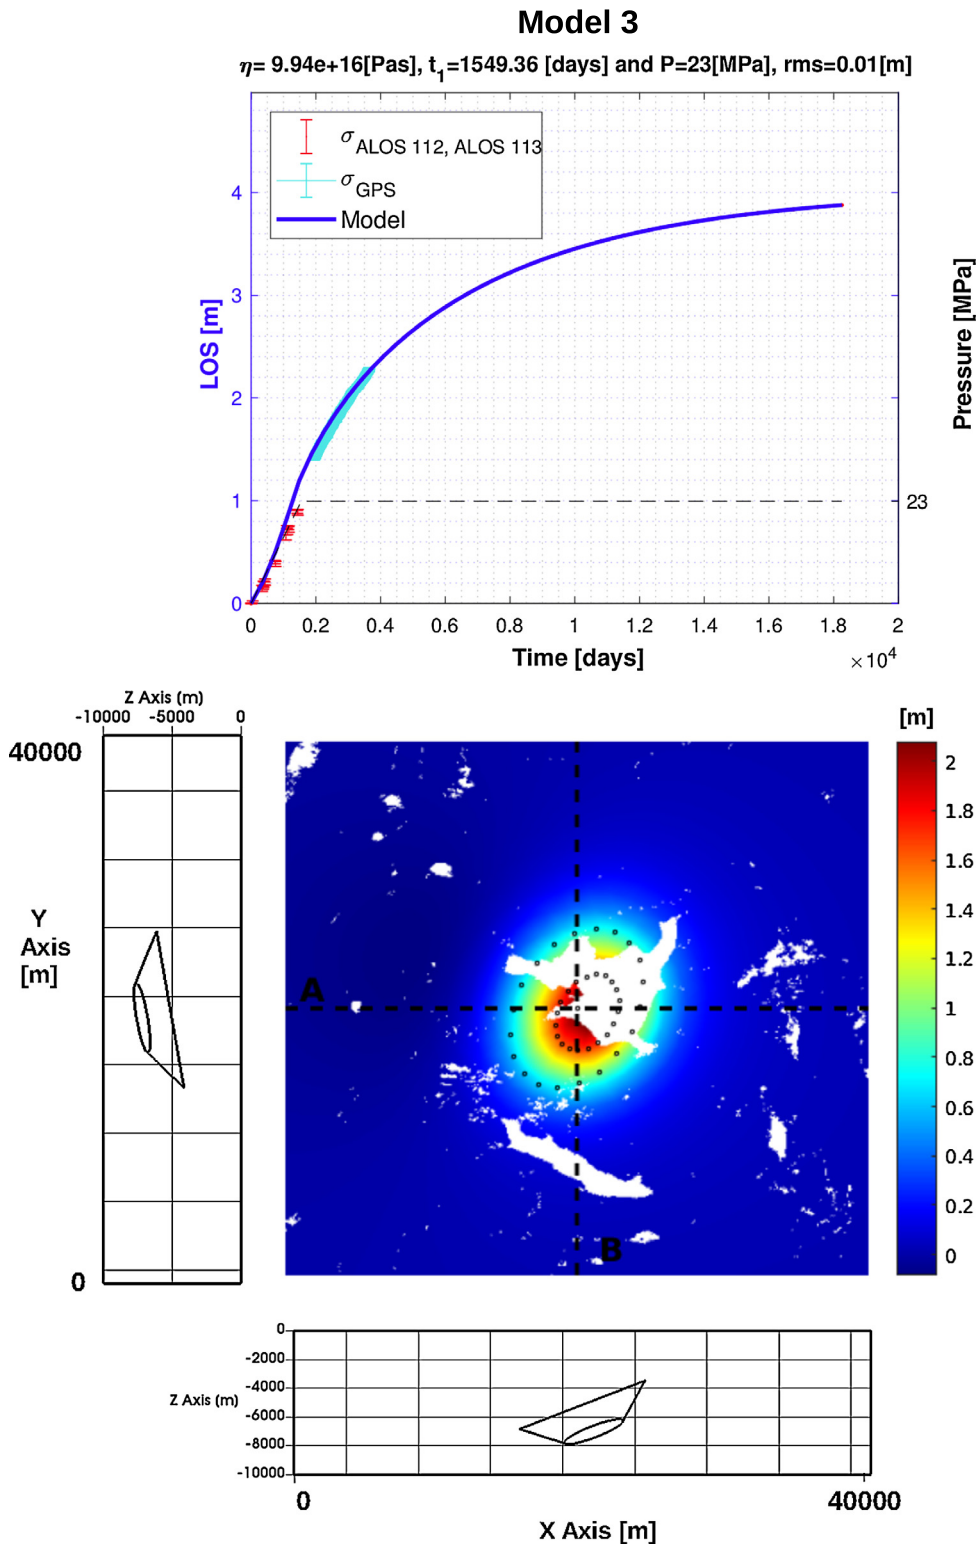 Model 3
η= 9.94e+16[Pas], t1=1549.36 [days] and P=23[MPa], rms=0.01[m]
σ ALOS 112, ALOS 113
σ GPS
Model
4
3
2
1
0
LOS [m]
23
Pressure [MPa]
0 0.2 0.4 0.6 0.8 1 1.2 1.4 1.6 1.8 2
Time [days]
×10^4
Z Axis (m)
-10000 -5000 0
40000
Y
Axis
[m]
0
A
B
[m]
2
1.8
1.6
1.4
1.2
1
0.8
0.6
0.4
0.2
0
0
-2000
-4000
Z Axis (m)
-6000
-8000
-10000
0 40000
X Axis [m]